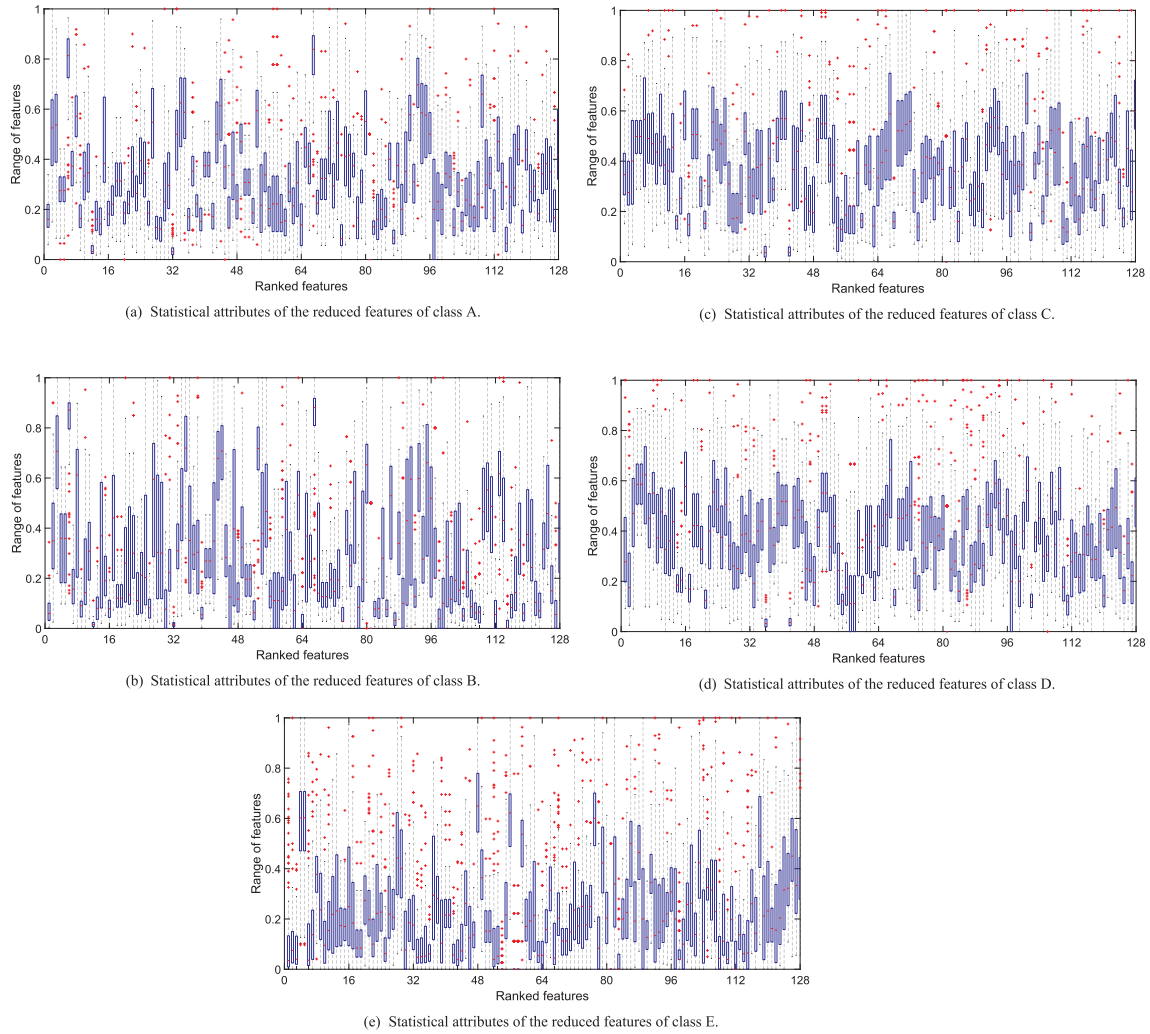 1
0.8
0.6
0.4
0.2
0
Range of features
0 16 32 48 64 80 96 112 128
Ranked features
(a) Statistical attributes of the reduced features of class A.
1
0.8
0.6
0.4
0.2
0
Range of features
0 16 32 48 64 80 96 112 128
Ranked features
(c) Statistical attributes of the reduced features of class C.
1
0.8
0.6
0.4
0.2
0
Range of features
0 16 32 48 64 80 96 112 128
Ranked features
(b) Statistical attributes of the reduced features of class B.
1
0.8
0.6
0.4
0.2
0
Range of features
0 16 32 48 64 80 96 112 128
Ranked features
(d) Statistical attributes of the reduced features of class D.
1
0.8
0.6
0.4
0.2
0
Range of features
0 16 32 48 64 80 96 112 128
Ranked features
(e) Statistical attributes of the reduced features of class E.